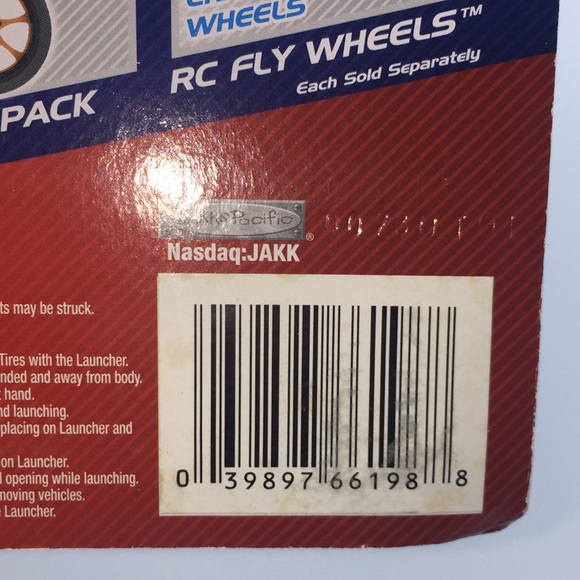 WHEELS
PACK
RC FLY WHEELS™
Each Sold Separately
JAKKS Pacific®
Nasdaq:JAKK
ts may be struck.
Tires with the Launcher.
nded and away from body.
t hand.
nd launching.
placing on Launcher and
on Launcher.
d opening while launching.
moving vehicles.
e Launcher.
0 39897 66198 8